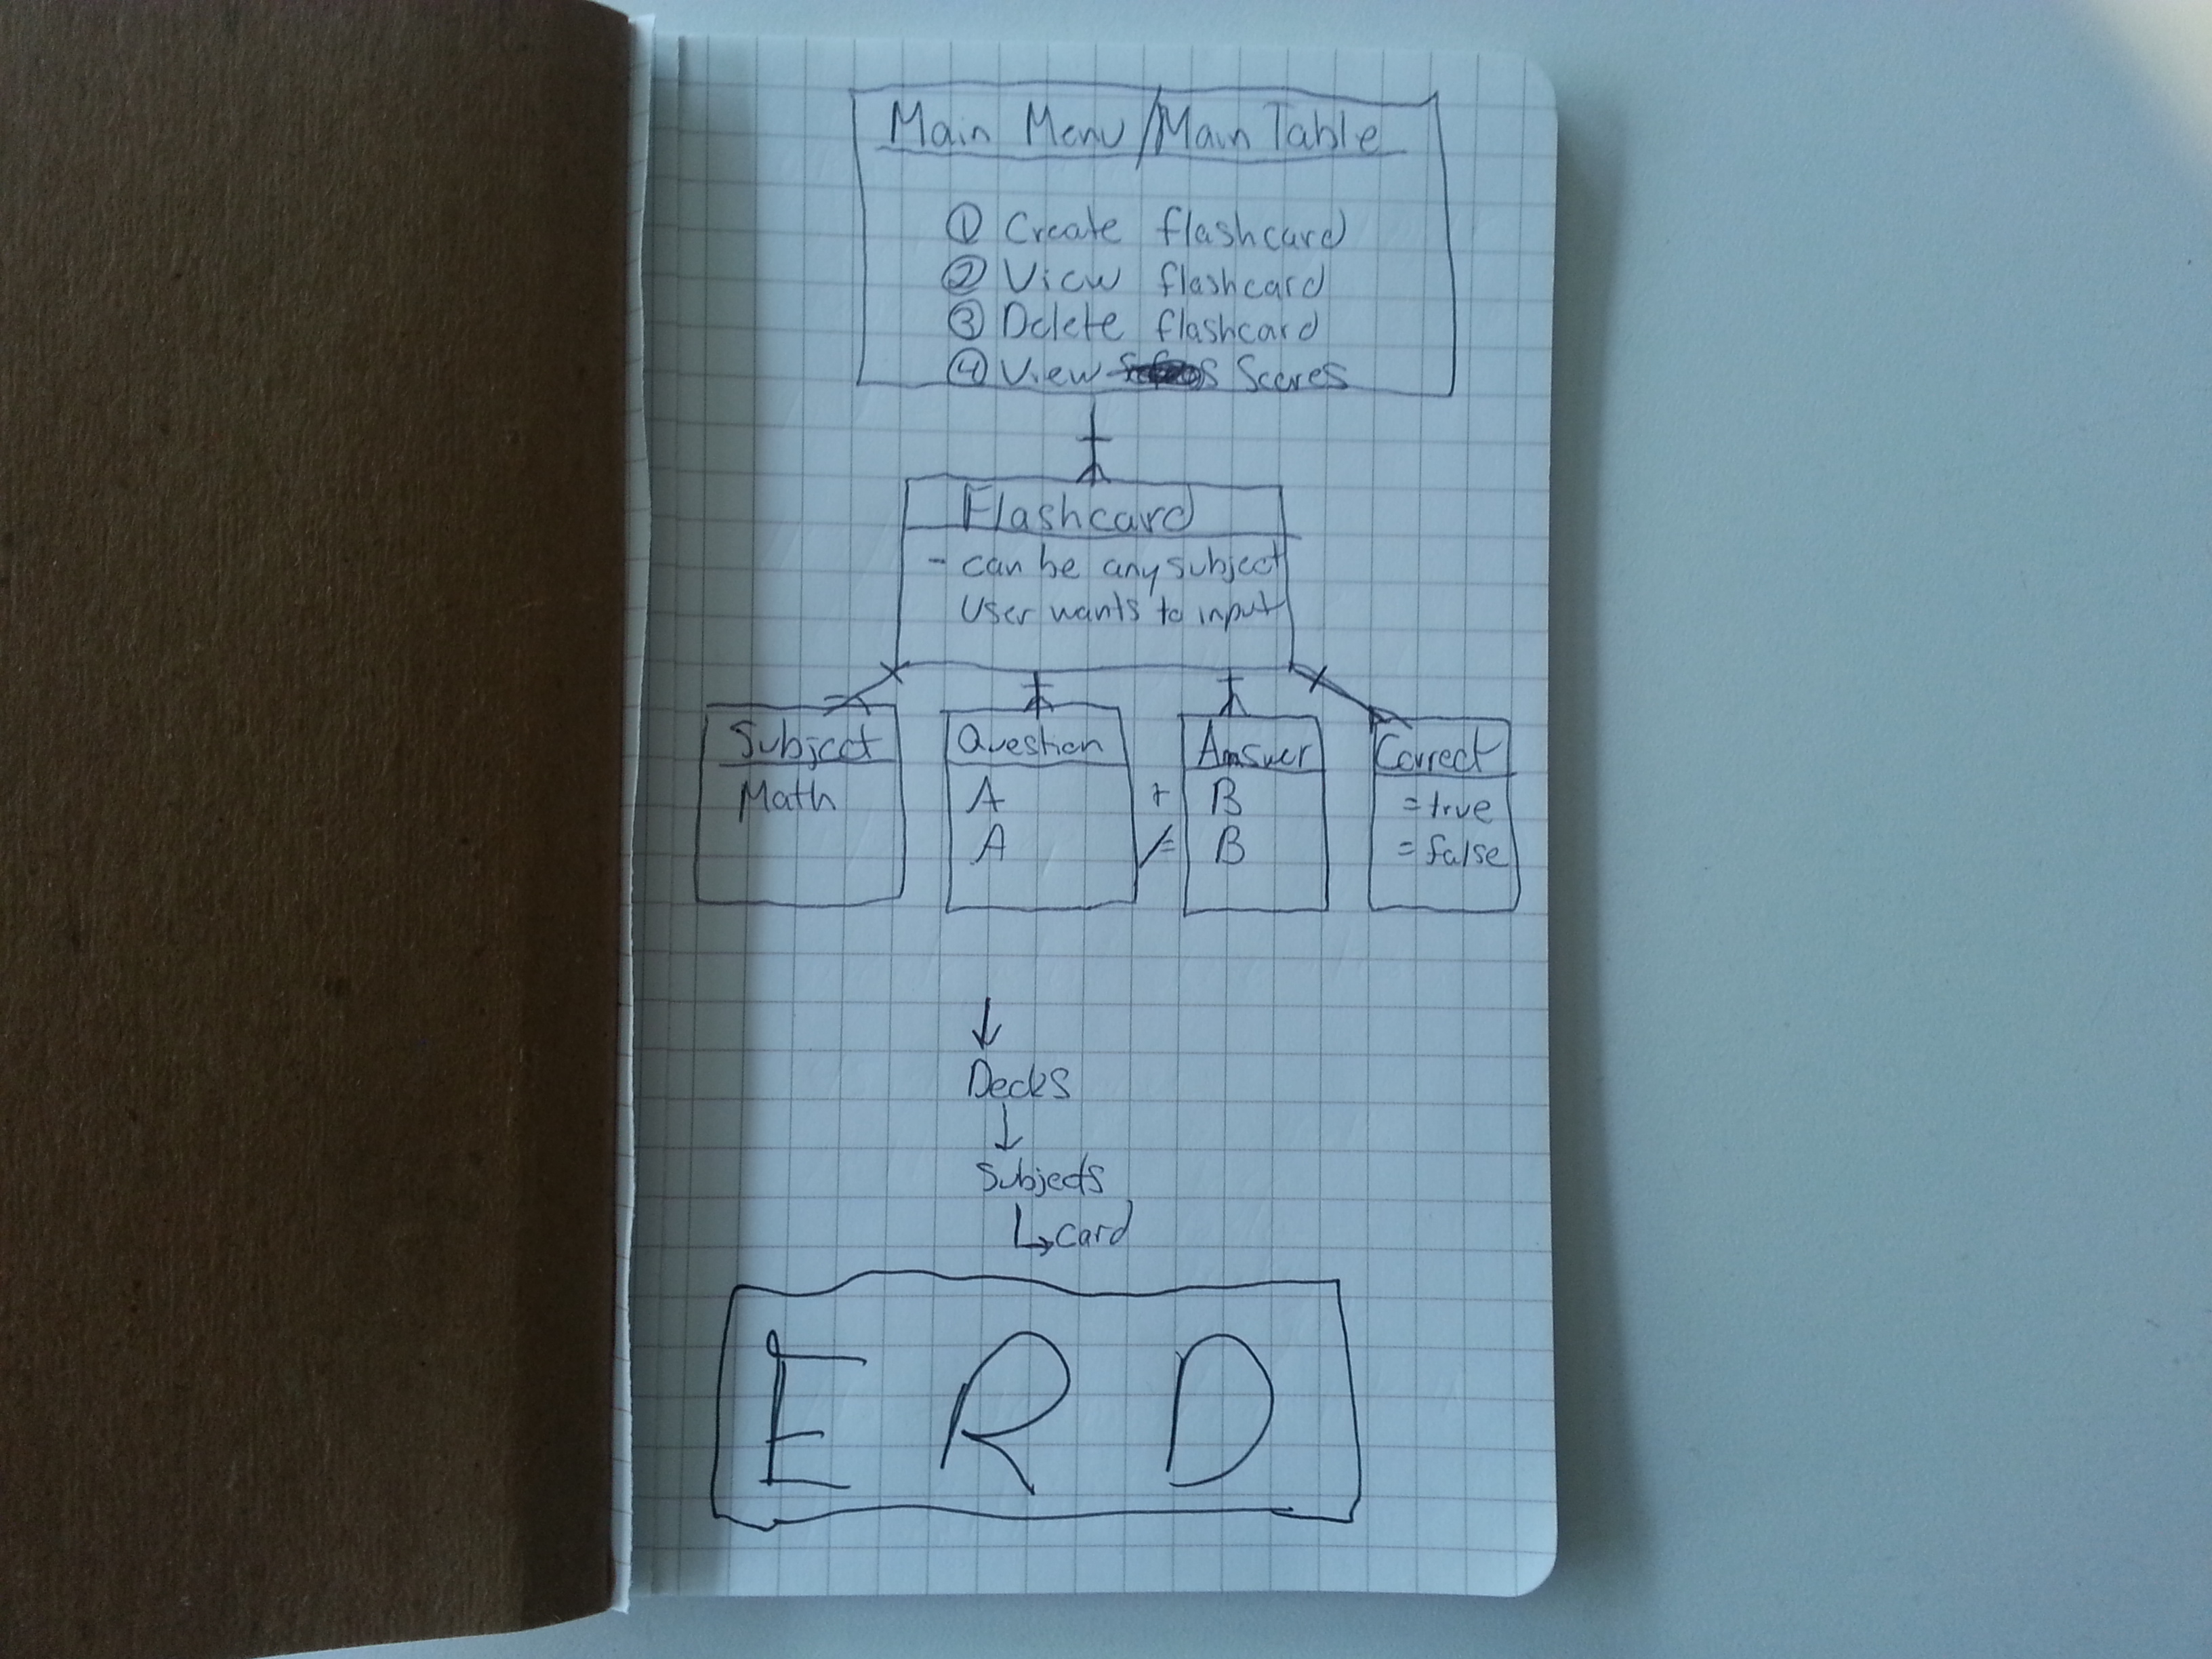 Main Menu/Main Table
① Create flashcard
② View flashcard
③ Delete flashcard
④ View Scores
Flashcard
- can be any subject
User wants to input
Subject
Math
Question
A
A
+
≠
Answer
B
B
Correct
= true
= false
↓
Decks
↓
Subjects
↳ card
ERD